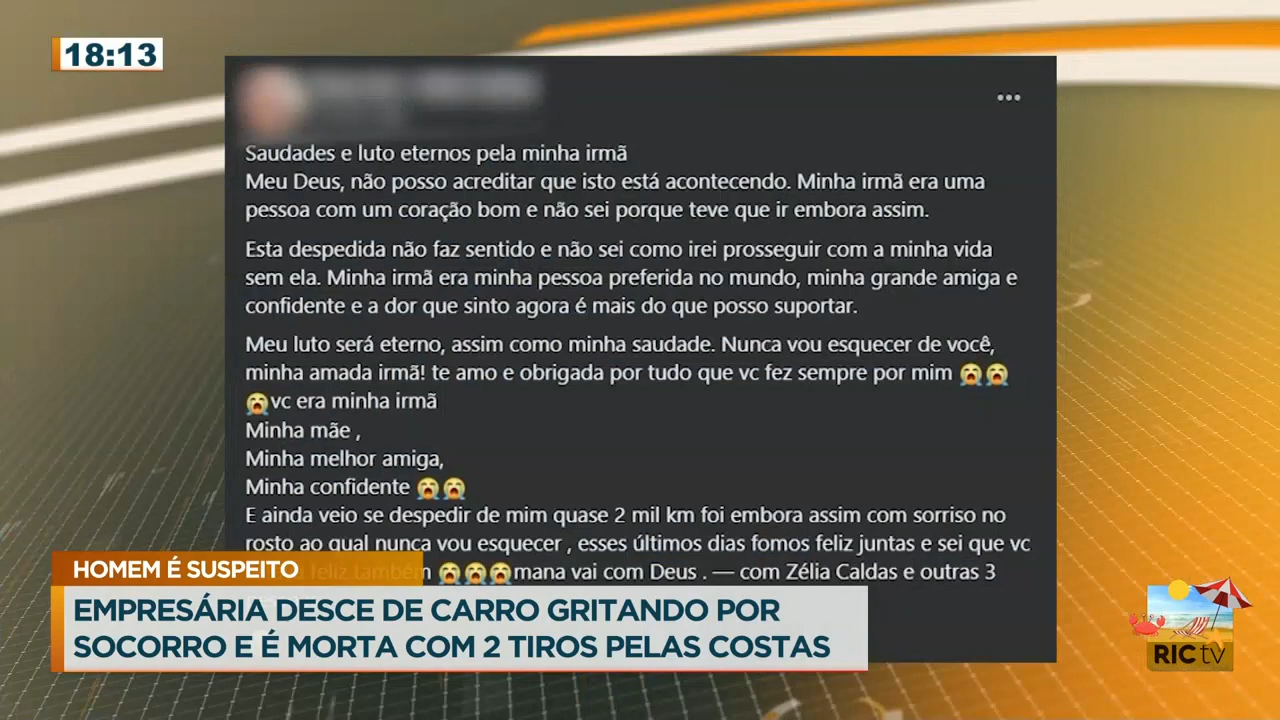 18:13
Saudades e luto eternos pela minha irmã
Meu Deus, não posso acreditar que isto está acontecendo. Minha irmã era uma
pessoa com um coração bom e não sei porque teve que ir embora assim.
Esta despedida não faz sentido e não sei como irei prosseguir com a minha vida
sem ela. Minha irmã era minha pessoa preferida no mundo, minha grande amiga e
confidente e a dor que sinto agora é mais do que posso suportar.
Meu luto será eterno, assim como minha saudade. Nunca vou esquecer de você,
minha amada irmã! te amo e obrigada por tudo que vc fez sempre por mim 😭😭
😭vc era minha irmã
Minha mãe ,
Minha melhor amiga,
Minha confidente 😭😭
E ainda veio se despedir de mim quase 2 mil km foi embora assim com sorriso no
rosto ao qual nunca vou esquecer , esses últimos dias fomos feliz juntas e sei que vc
feliz também 😭😭😭mana vai com Deus . — com Zélia Caldas e outras 3
HOMEM É SUSPEITO
EMPRESÁRIA DESCE DE CARRO GRITANDO POR
SOCORRO E É MORTA COM 2 TIROS PELAS COSTAS
RIC tv